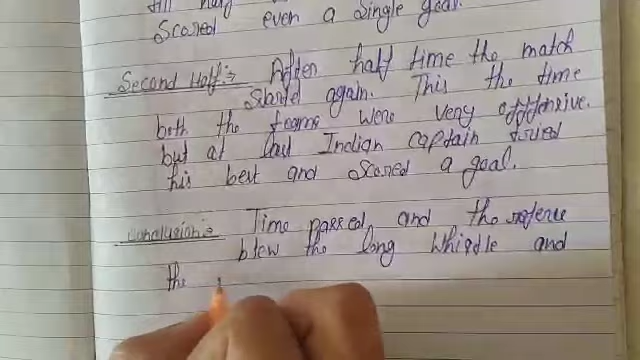 till half
Scored even a single goal.
Second Half:- After half time the match
started again. This the time
both the teams were very offensive.
but at last Indian captain tried
his best and scored a goal.
Conclusion:- Time passed and the referee
blew the long whistle and
the